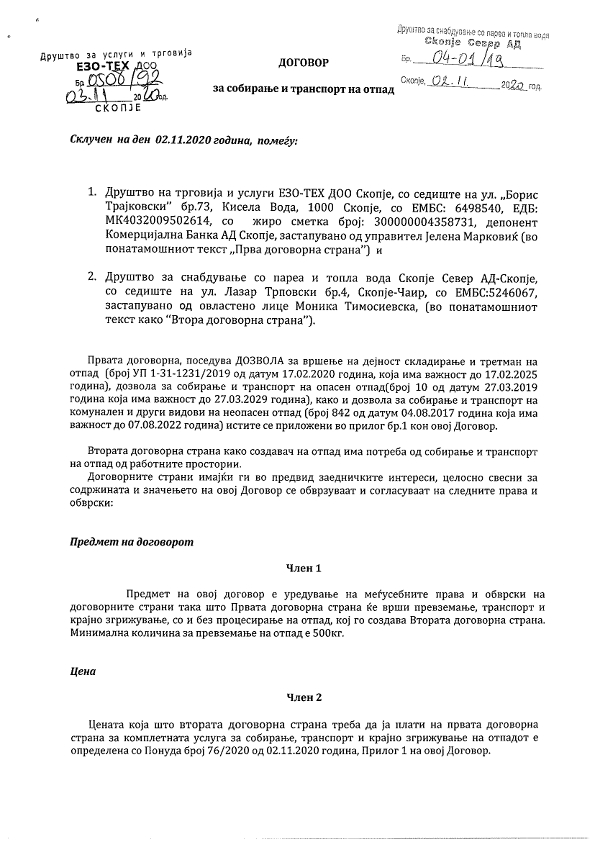 Друштво за услуги и трговија
ЕЗО-ТЕХ ДОО
Бр. 0508/92
03.11 2020 год.
СКОПЈЕ
Друштво за снабдување со пареа и топла вода
Скопје Север АД
Бр. 04-01/19
Скопје, 02.11. 2020 год.
ДОГОВОР
за собирање и транспорт на отпад
Склучен на ден 02.11.2020 година, помеѓу:
1. Друштво на трговија и услуги ЕЗО-ТЕХ ДОО Скопје, со седиште на ул. „Борис
Трајковски” бр.73, Кисела Вода, 1000 Скопје, со ЕМБС: 6498540, ЕДБ:
МК4032009502614, со жиро сметка број: 300000004358731, депонент
Комерцијална Банка АД Скопје, застапувано од управител Јелена Марковиќ (во
понатамошниот текст „Прва договорна страна”) и
2. Друштво за снабдување со пареа и топла вода Скопје Север АД-Скопје,
со седиште на ул. Лазар Трповски бр.4, Скопје-Чаир, со ЕМБС:5246067,
застапувано од овластено лице Моника Тимосиевска, (во понатамошниот
текст како “Втора договорна страна”).
Првата договорна, поседува ДОЗВОЛА за вршење на дејност складирање и третман на
отпад (број УП 1-31-1231/2019 од датум 17.02.2020 година, која има важност до 17.02.2025
година), дозвола за собирање и транспорт на опасен отпад(број 10 од датум 27.03.2019
година која има важност до 27.03.2029 година), како и дозвола за собирање и транспорт на
комунален и други видови на неопасен отпад (број 842 од датум 04.08.2017 година која има
важност до 07.08.2022 година) истите се приложени во прилог бр.1 кон овој Договор.
Втората договорна страна како создавач на отпад има потреба од собирање и транспорт
на отпад од работните простории.
Договорните страни имајќи ги во предвид заедничките интереси, целосно свесни за
содржината и значењето на овој Договор се обврзуваат и согласуваат на следните права и
обврски:
Предмет на договорот
Член 1
Предмет на овој договор е уредување на меѓусебните права и обврски на
договорните страни така што Првата договорна страна ќе врши превземање, транспорт и
крајно згрижување, со и без процесирање на отпад, кој го создава Втората договорна страна.
Минимална количина за превземање на отпад е 500кг.
Цена
Член 2
Цената која што втората договорна страна треба да ја плати на првата договорна
страна за комплетната услуга за собирање, транспорт и крајно згрижување на отпадот е
определена со Понуда број 76/2020 од 02.11.2020 година, Прилог 1 на овој Договор.